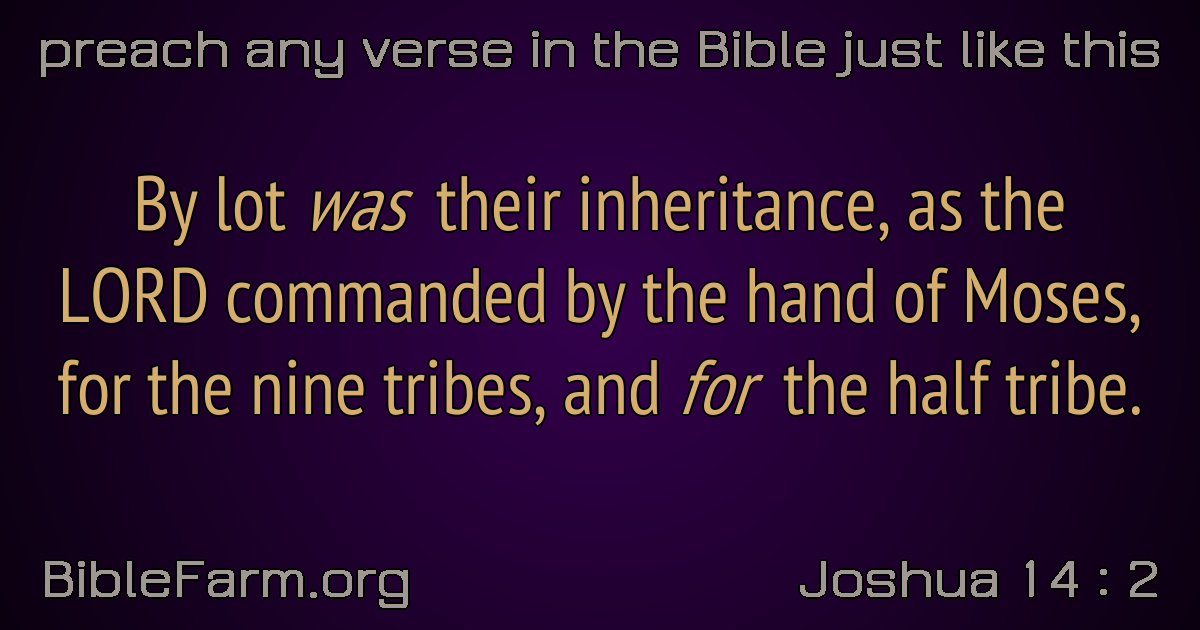 preach any verse in the Bible just like this
By lot was their inheritance, as the
LORD commanded by the hand of Moses,
for the nine tribes, and for the half tribe.
BibleFarm.org
Joshua 14 : 2